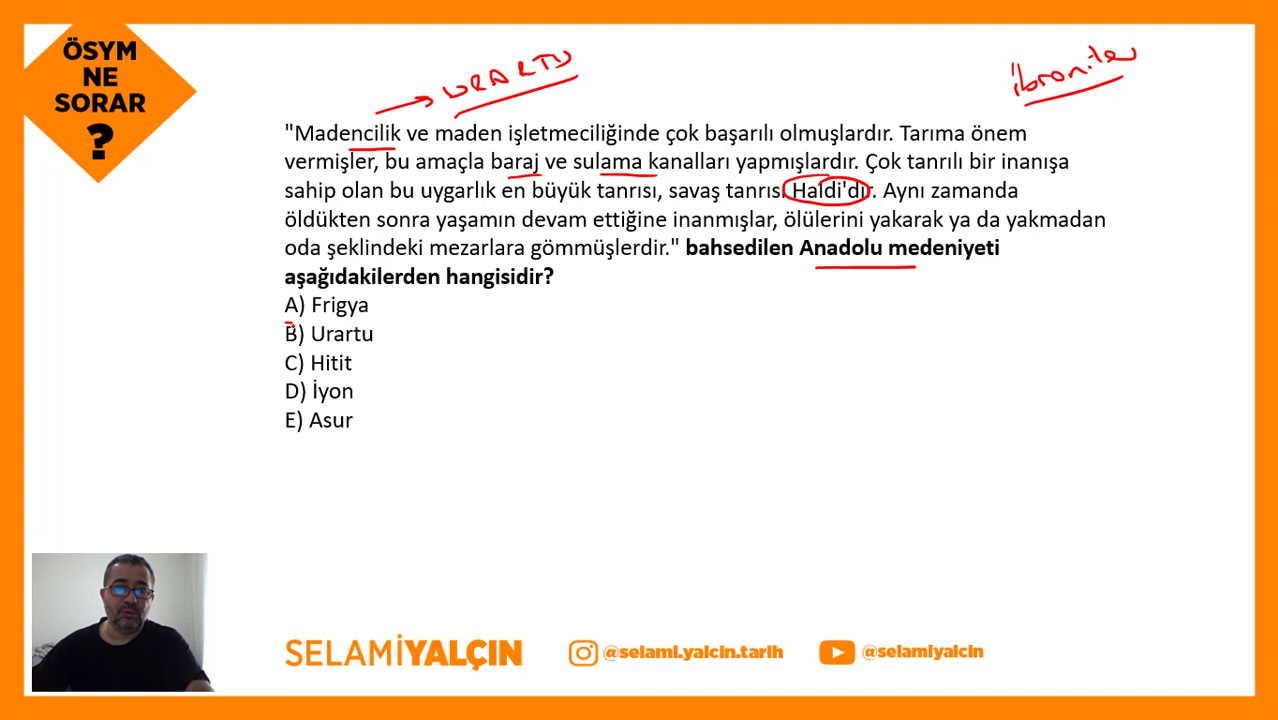 ÖSYM
NE
SORAR
?
URARTU
İbraniler
"Madencilik ve maden işletmeciliğinde çok başarılı olmuşlardır. Tarıma önem
vermişler, bu amaçla baraj ve sulama kanalları yapmışlardır. Çok tanrılı bir inanışa
sahip olan bu uygarlık en büyük tanrısı, savaş tanrısı Haldi'dir. Aynı zamanda
öldükten sonra yaşamın devam ettiğine inanmışlar, ölülerini yakarak ya da yakmadan
oda şeklindeki mezarlara gömmüşlerdir." bahsedilen Anadolu medeniyeti
aşağıdakilerden hangisidir?
A) Frigya
B) Urartu
C) Hitit
D) İyon
E) Asur
SELAMİYALÇIN
@selami.yalcin.tarih
@selamiyalcin